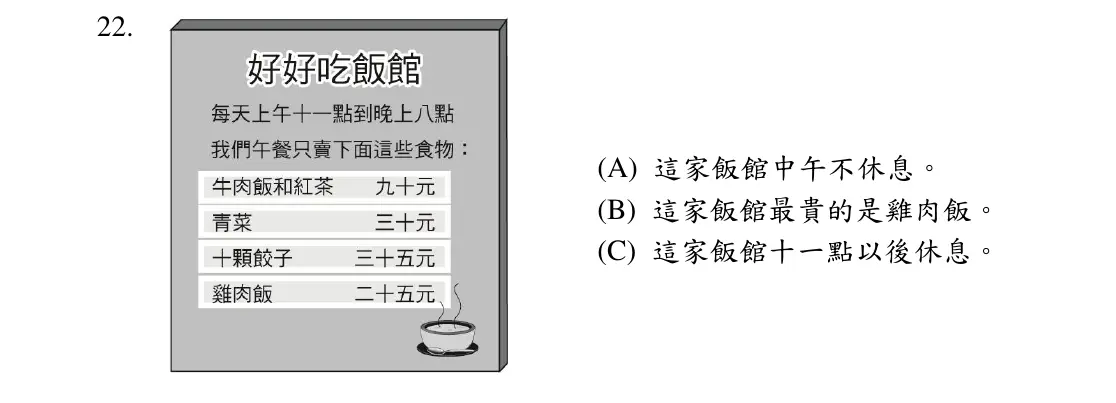 22.
好好吃飯館
每天上午十一點到晚上八點
我們午餐只賣下面這些食物：
牛肉飯和紅茶 九十元
青菜 三十元
十顆餃子 三十五元
雞肉飯 二十五元
(A) 這家飯館中午不休息。
(B) 這家飯館最貴的是雞肉飯。
(C) 這家飯館十一點以後休息。